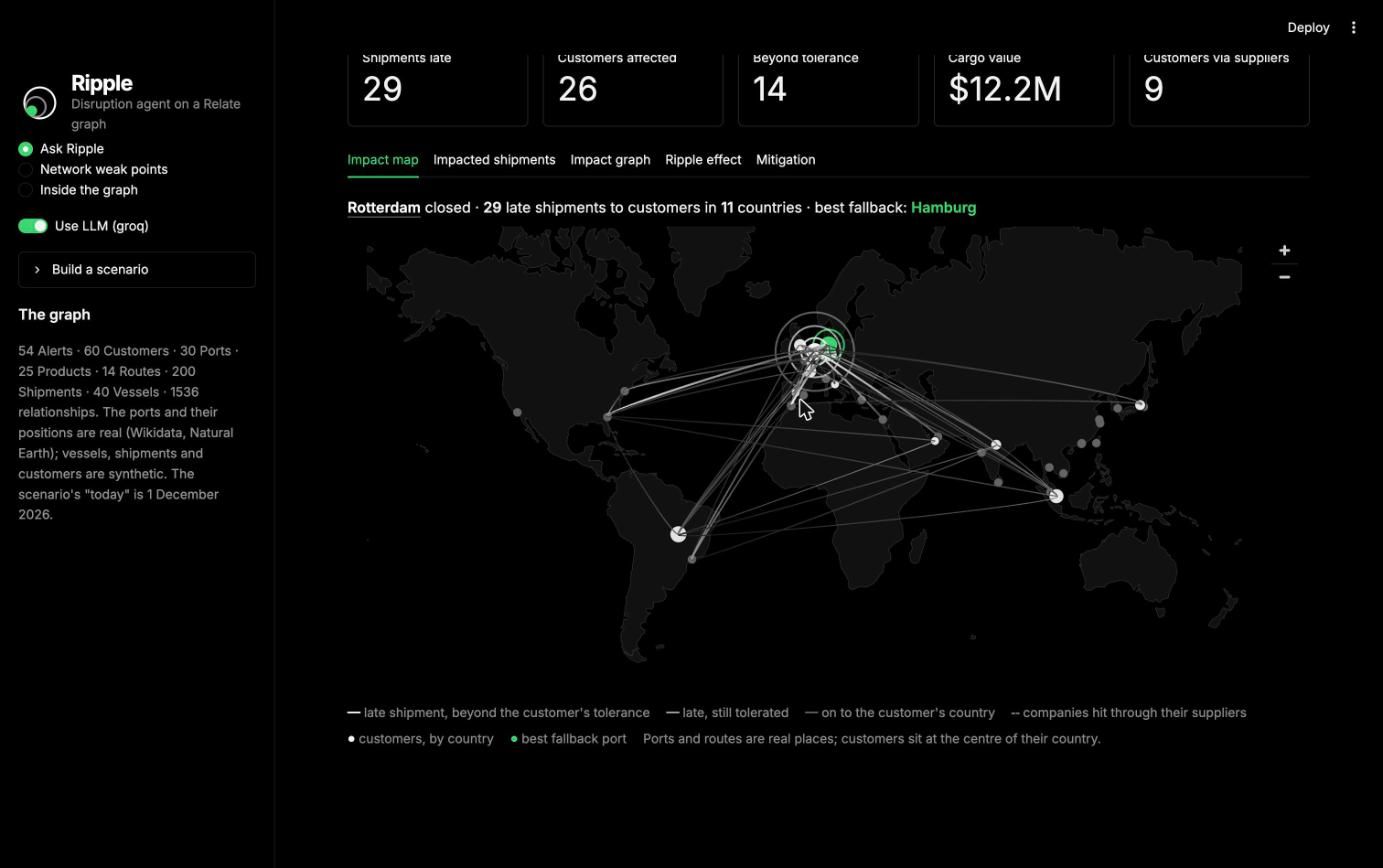 Deploy
Ripple
Disruption agent on a Relate
graph
Ask Ripple
Network weak points
Inside the graph
Use LLM (groq)
Build a scenario
The graph
54 Alerts · 60 Customers · 30 Ports ·
25 Products · 14 Routes · 200
Shipments · 40 Vessels · 1536
relationships. The ports and their
positions are real (Wikidata, Natural
Earth); vessels, shipments and
customers are synthetic. The
scenario's "today" is 1 December
2026.
Shipments late
29
Customers affected
26
Beyond tolerance
14
Cargo value
$12.2M
Customers via suppliers
9
Impact map
Impacted shipments
Impact graph
Ripple effect
Mitigation
Rotterdam closed · 29 late shipments to customers in 11 countries · best fallback: Hamburg
+
−
late shipment, beyond the customer's tolerance late, still tolerated on to the customer's country companies hit through their suppliers
customers, by country best fallback port Ports and routes are real places; customers sit at the centre of their country.